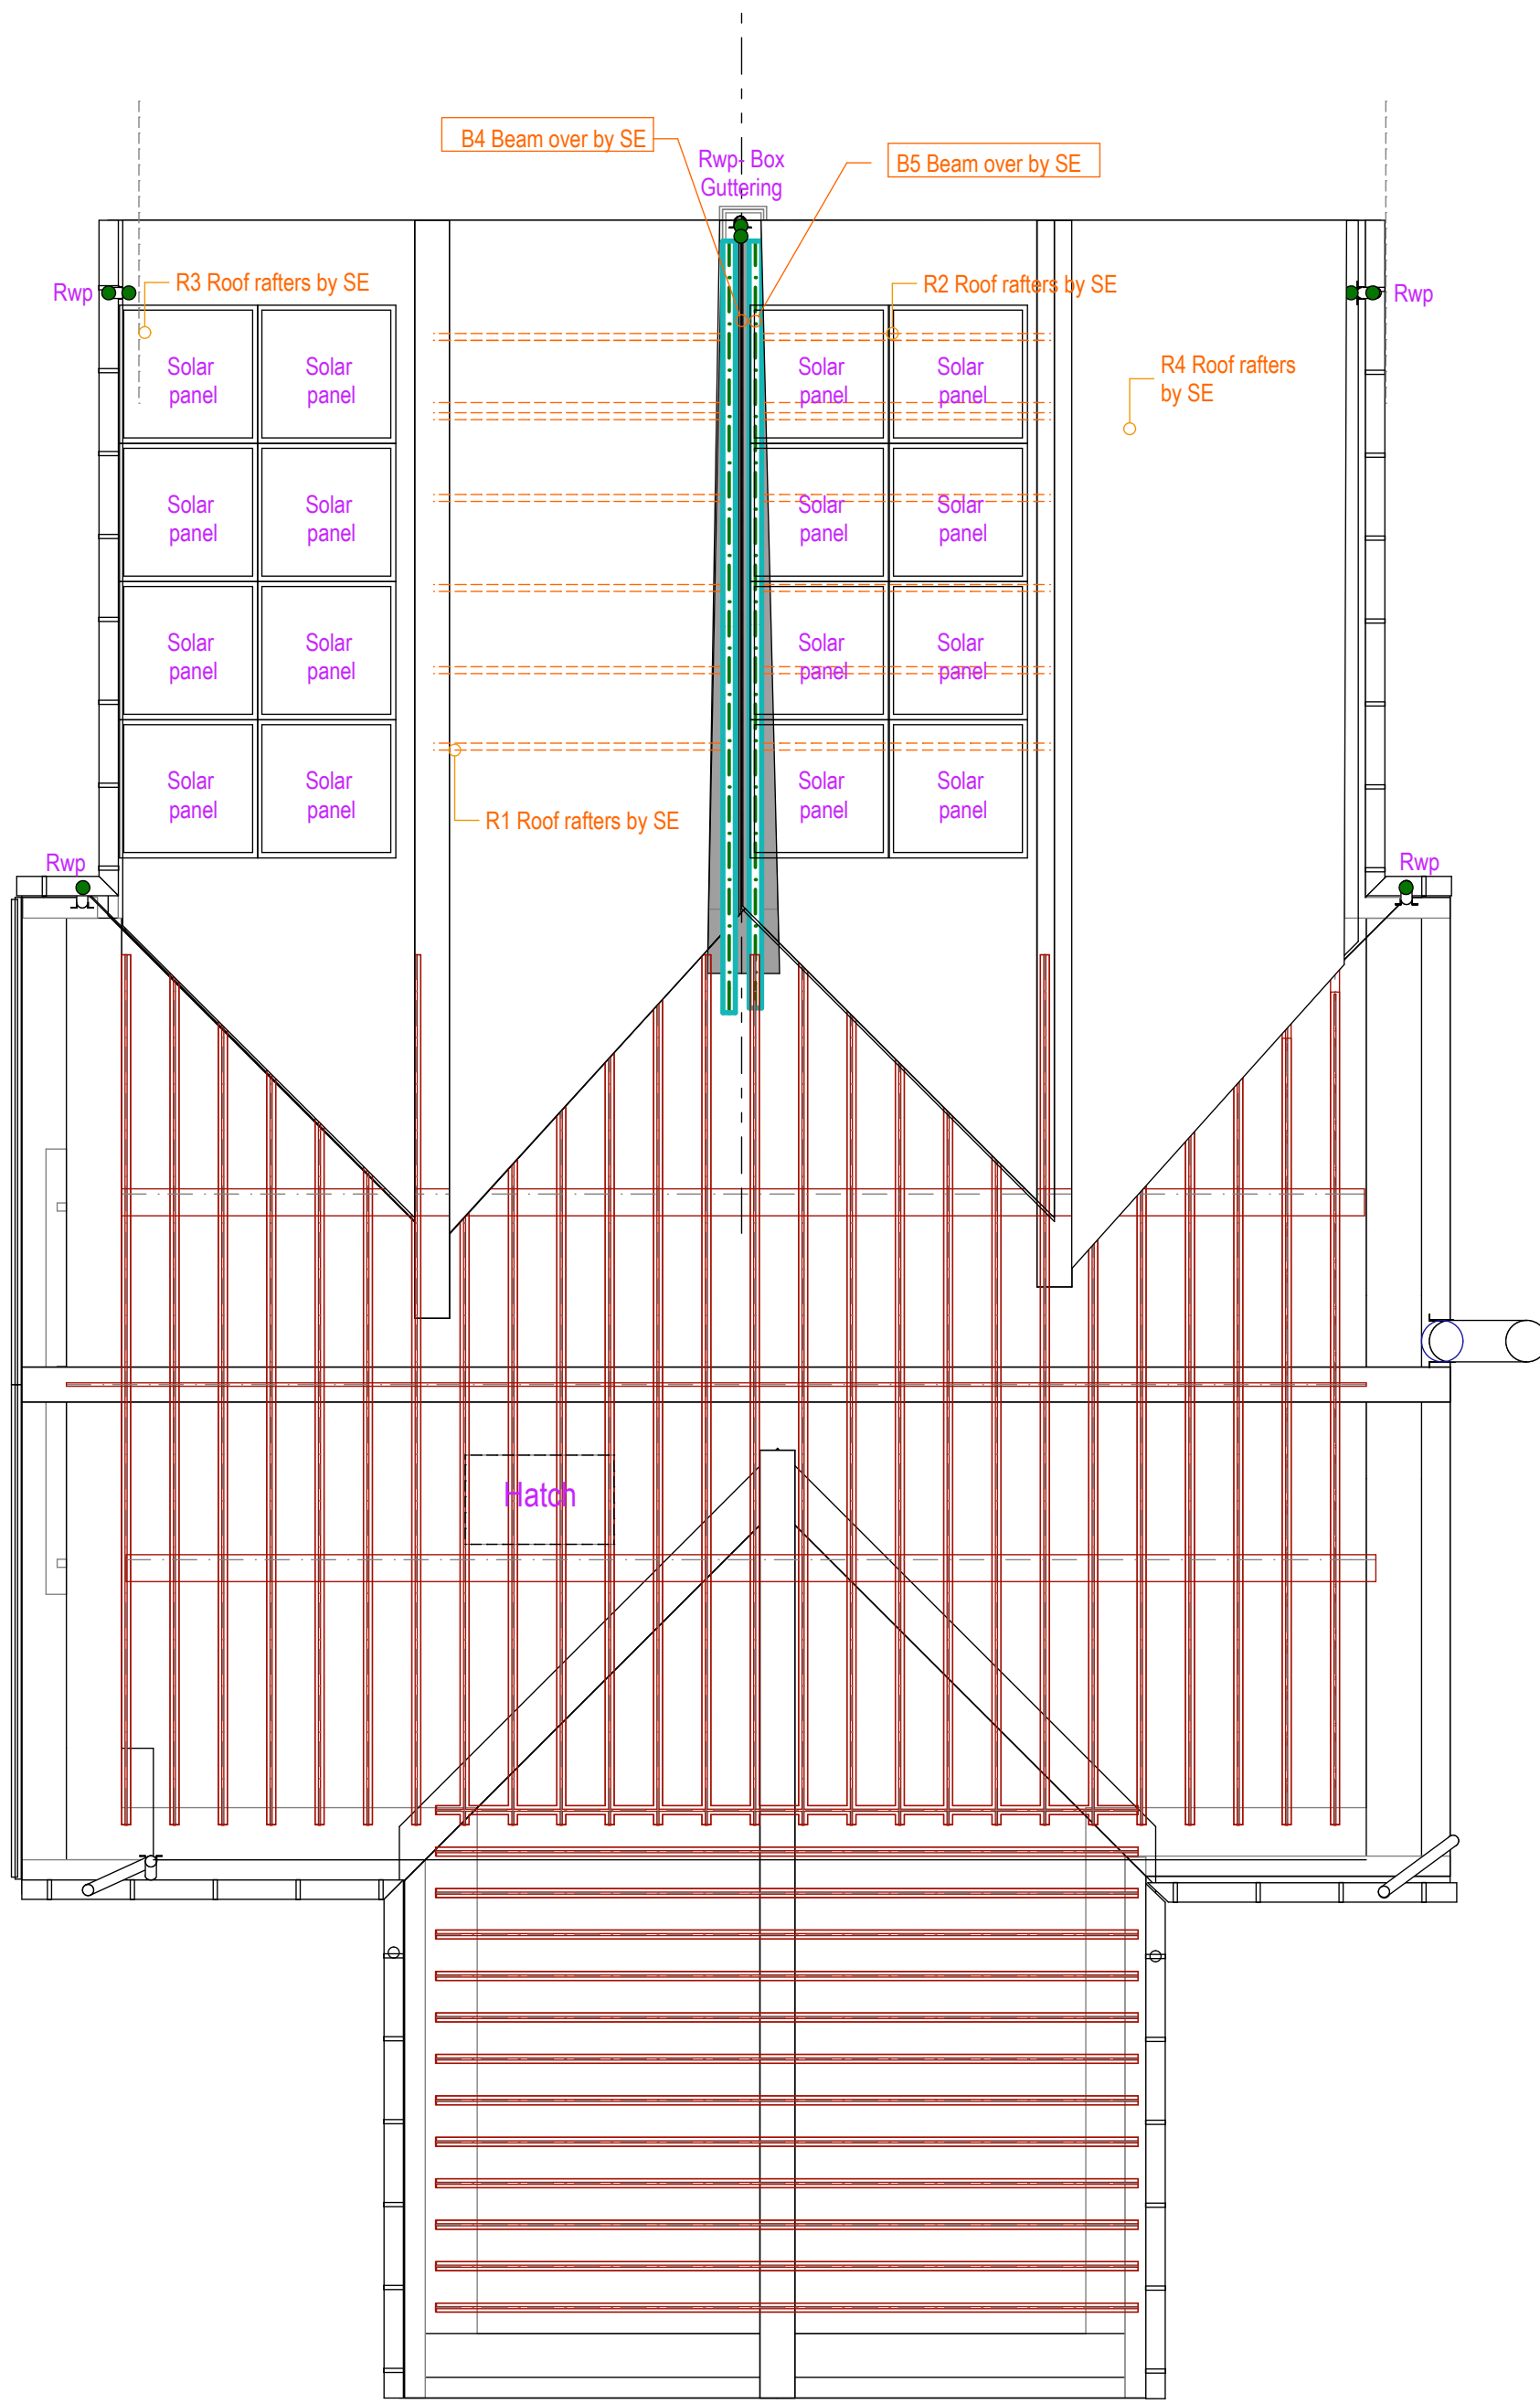 B4 Beam over by SE
Rwp- Box
Guttering
B5 Beam over by SE
Rwp
R3 Roof rafters by SE
R2 Roof rafters by SE
Rwp
Solar
panel
Solar
panel
Solar
panel
Solar
panel
R4 Roof rafters
by SE
Solar
panel
Solar
panel
Solar
panel
Solar
panel
Solar
panel
Solar
panel
Solar
panel
Solar
panel
Solar
panel
Solar
panel
Solar
panel
Solar
panel
R1 Roof rafters by SE
Rwp
Rwp
Hatch